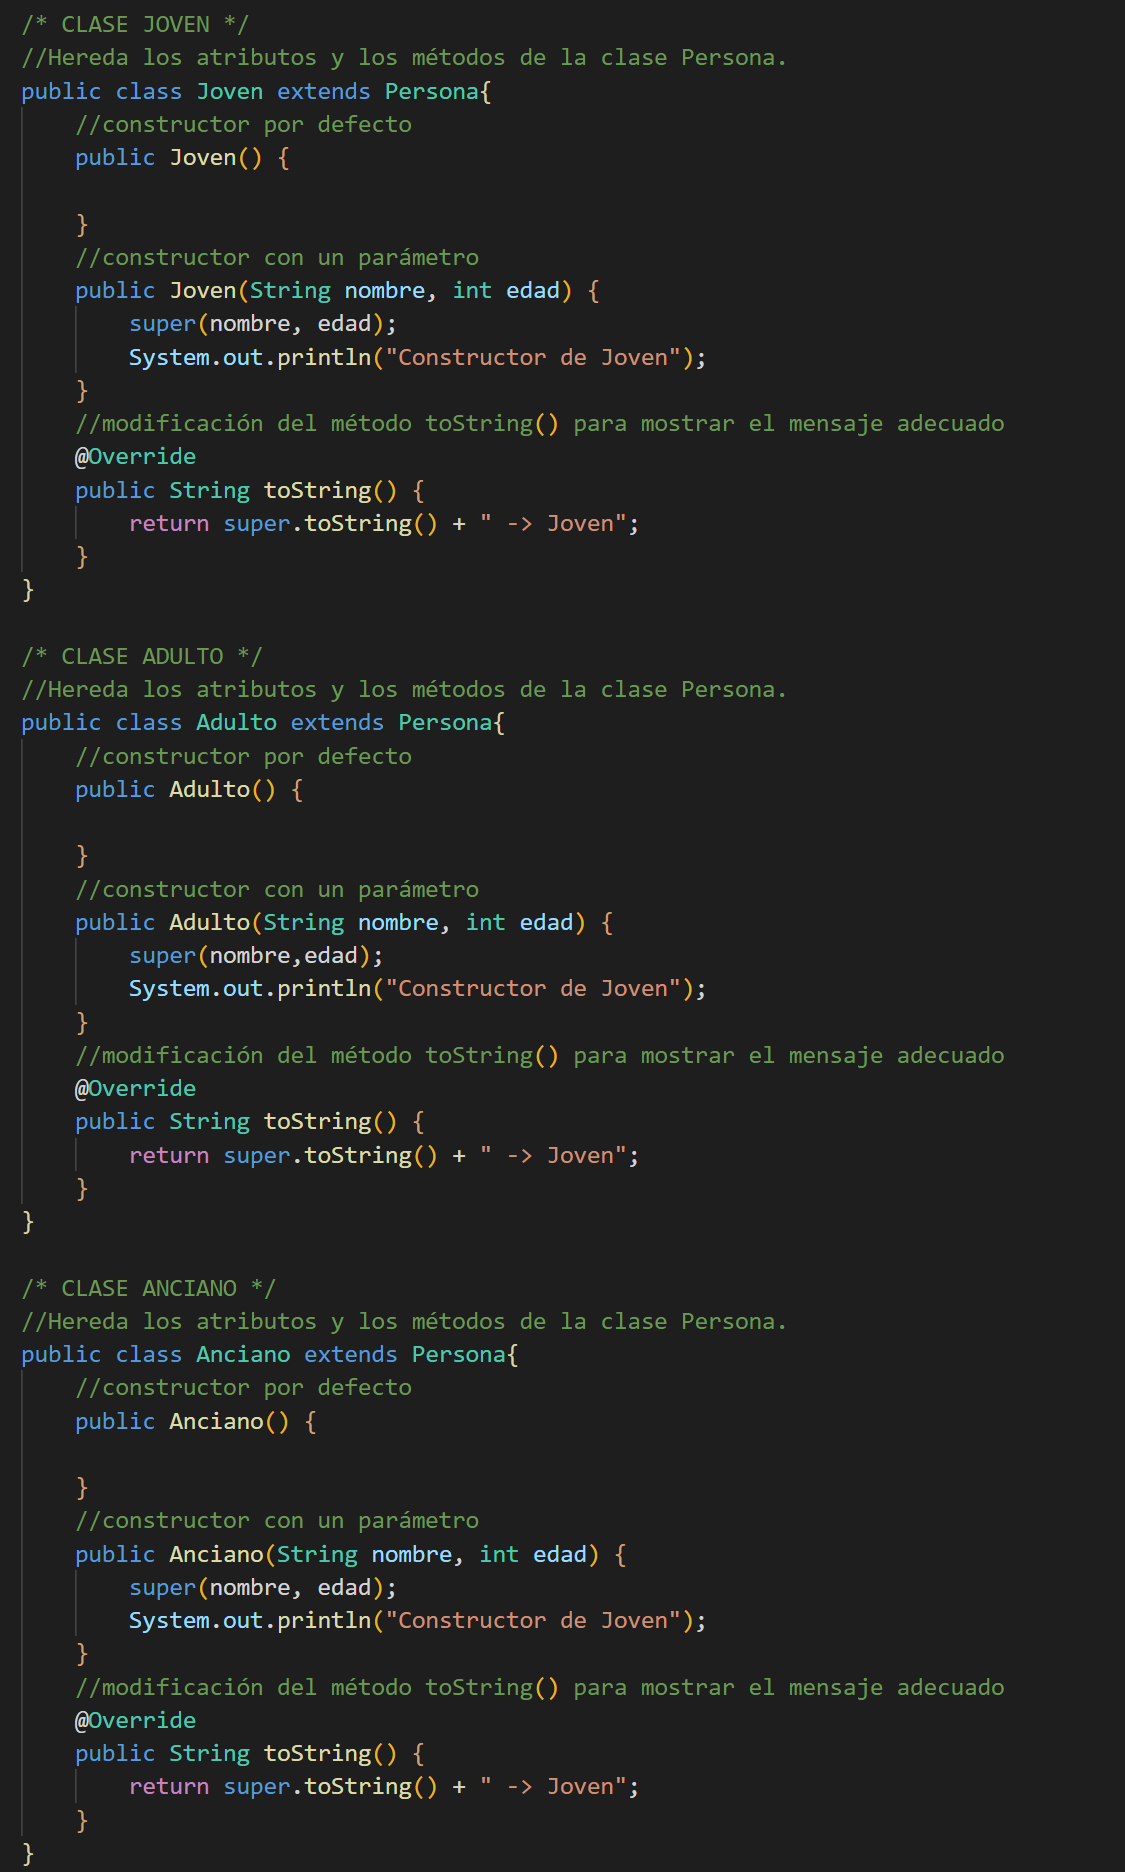 /* CLASE JOVEN */
//Hereda los atributos y los métodos de la clase Persona.
public class Joven extends Persona{
    //constructor por defecto
    public Joven() {

    }
    //constructor con un parámetro
    public Joven(String nombre, int edad) {
        super(nombre, edad);
        System.out.println("Constructor de Joven");
    }
    //modificación del método toString() para mostrar el mensaje adecuado
    @Override
    public String toString() {
        return super.toString() + " -> Joven";
    }
}

/* CLASE ADULTO */
//Hereda los atributos y los métodos de la clase Persona.
public class Adulto extends Persona{
    //constructor por defecto
    public Adulto() {

    }
    //constructor con un parámetro
    public Adulto(String nombre, int edad) {
        super(nombre,edad);
        System.out.println("Constructor de Joven");
    }
    //modificación del método toString() para mostrar el mensaje adecuado
    @Override
    public String toString() {
        return super.toString() + " -> Joven";
    }
}

/* CLASE ANCIANO */
//Hereda los atributos y los métodos de la clase Persona.
public class Anciano extends Persona{
    //constructor por defecto
    public Anciano() {

    }
    //constructor con un parámetro
    public Anciano(String nombre, int edad) {
        super(nombre, edad);
        System.out.println("Constructor de Joven");
    }
    //modificación del método toString() para mostrar el mensaje adecuado
    @Override
    public String toString() {
        return super.toString() + " -> Joven";
    }
}